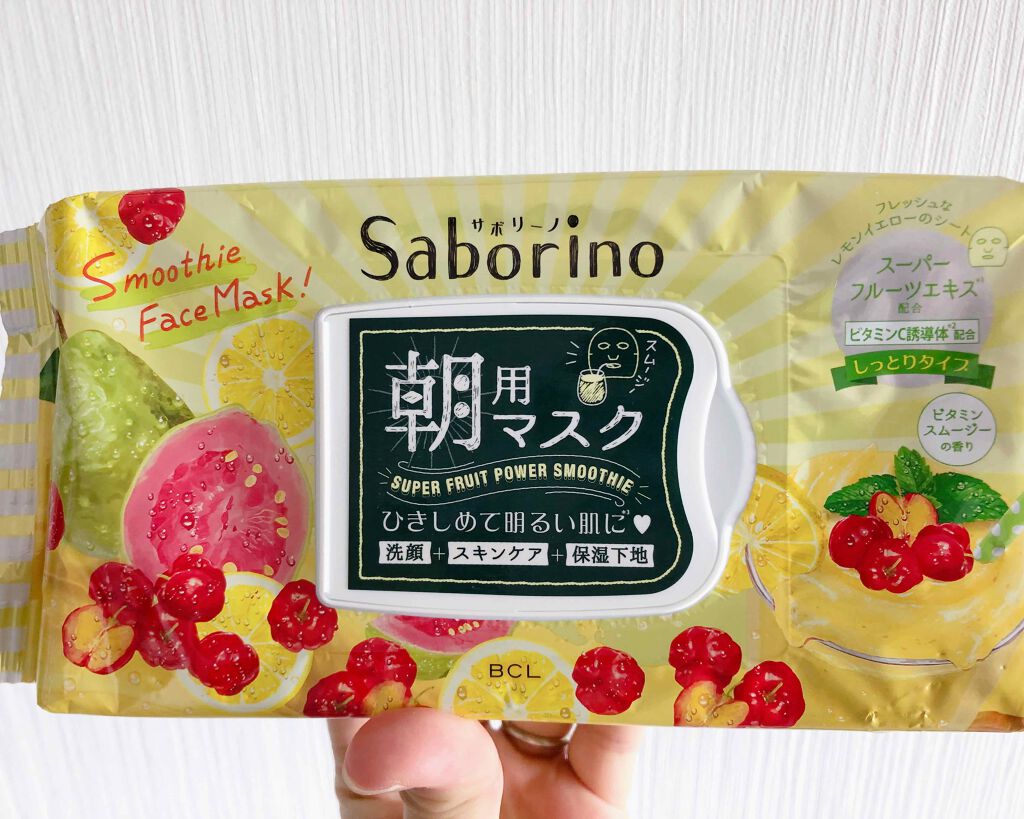 サボリーノ
Saborino
Smoothie
Face Mask!
フレッシュな
レモンイエローのシート
スーパー
フルーツエキス*1
配合
ビタミンC誘導体*2配合
しっとりタイプ
ビタミン
スムージー
の香り
スムージー
朝用
マスク
SUPER FRUIT POWER SMOOTHIE
ひきしめて明るい肌に*3♥
洗顔+スキンケア+保湿下地
BCL